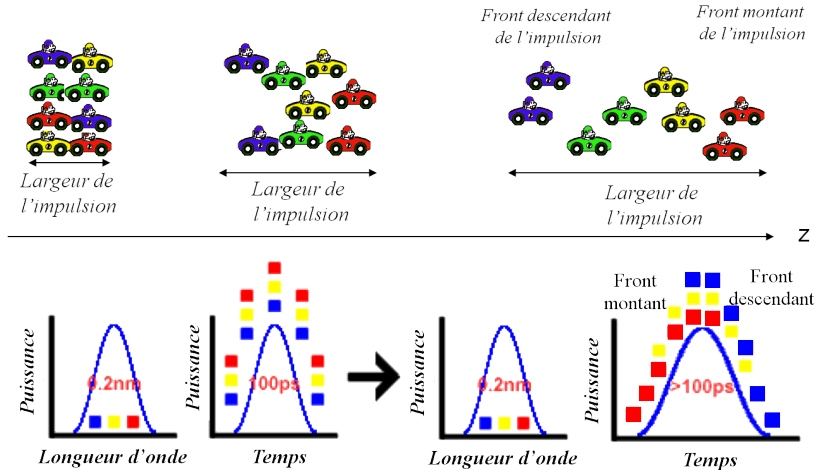 Front descendant
de l'impulsion
Front montant
de l'impulsion
Largeur de
l'impulsion
Largeur de
l'impulsion
Largeur de
l'impulsion
z
Puissance
0.2nm
Longueur d'onde
Puissance
100ps
Temps
Puissance
0.2nm
Longueur d'onde
Puissance
Front
montant
Front
descendant
>100ps
Temps